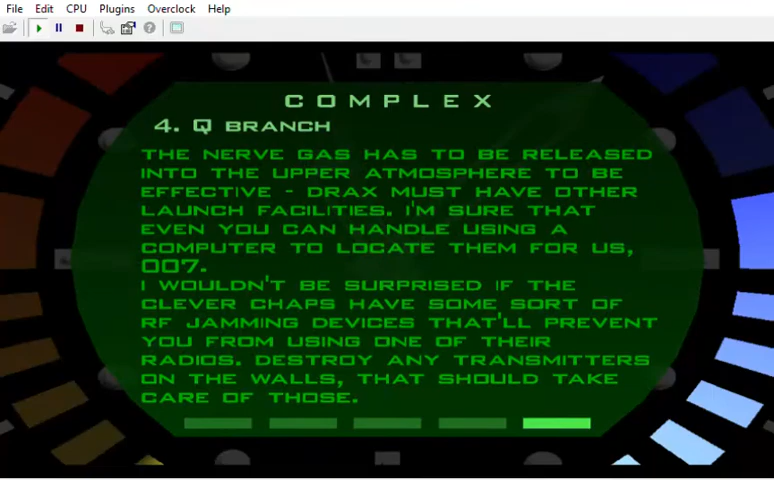 File Edit CPU Plugins Overclock Help
COMPLEX
4. Q BRANCH
THE NERVE GAS HAS TO BE RELEASED
INTO THE UPPER ATMOSPHERE TO BE
EFFECTIVE - DRAX MUST HAVE OTHER
LAUNCH FACILITIES. I'M SURE THAT
EVEN YOU CAN HANDLE USING A
COMPUTER TO LOCATE THEM FOR US,
007.
I WOULDN'T BE SURPRISED IF THE
CLEVER CHAPS HAVE SOME SORT OF
RF JAMMING DEVICES THAT'LL PREVENT
YOU FROM USING ONE OF THEIR
RADIOS. DESTROY ANY TRANSMITTERS
ON THE WALLS, THAT SHOULD TAKE
CARE OF THOSE.